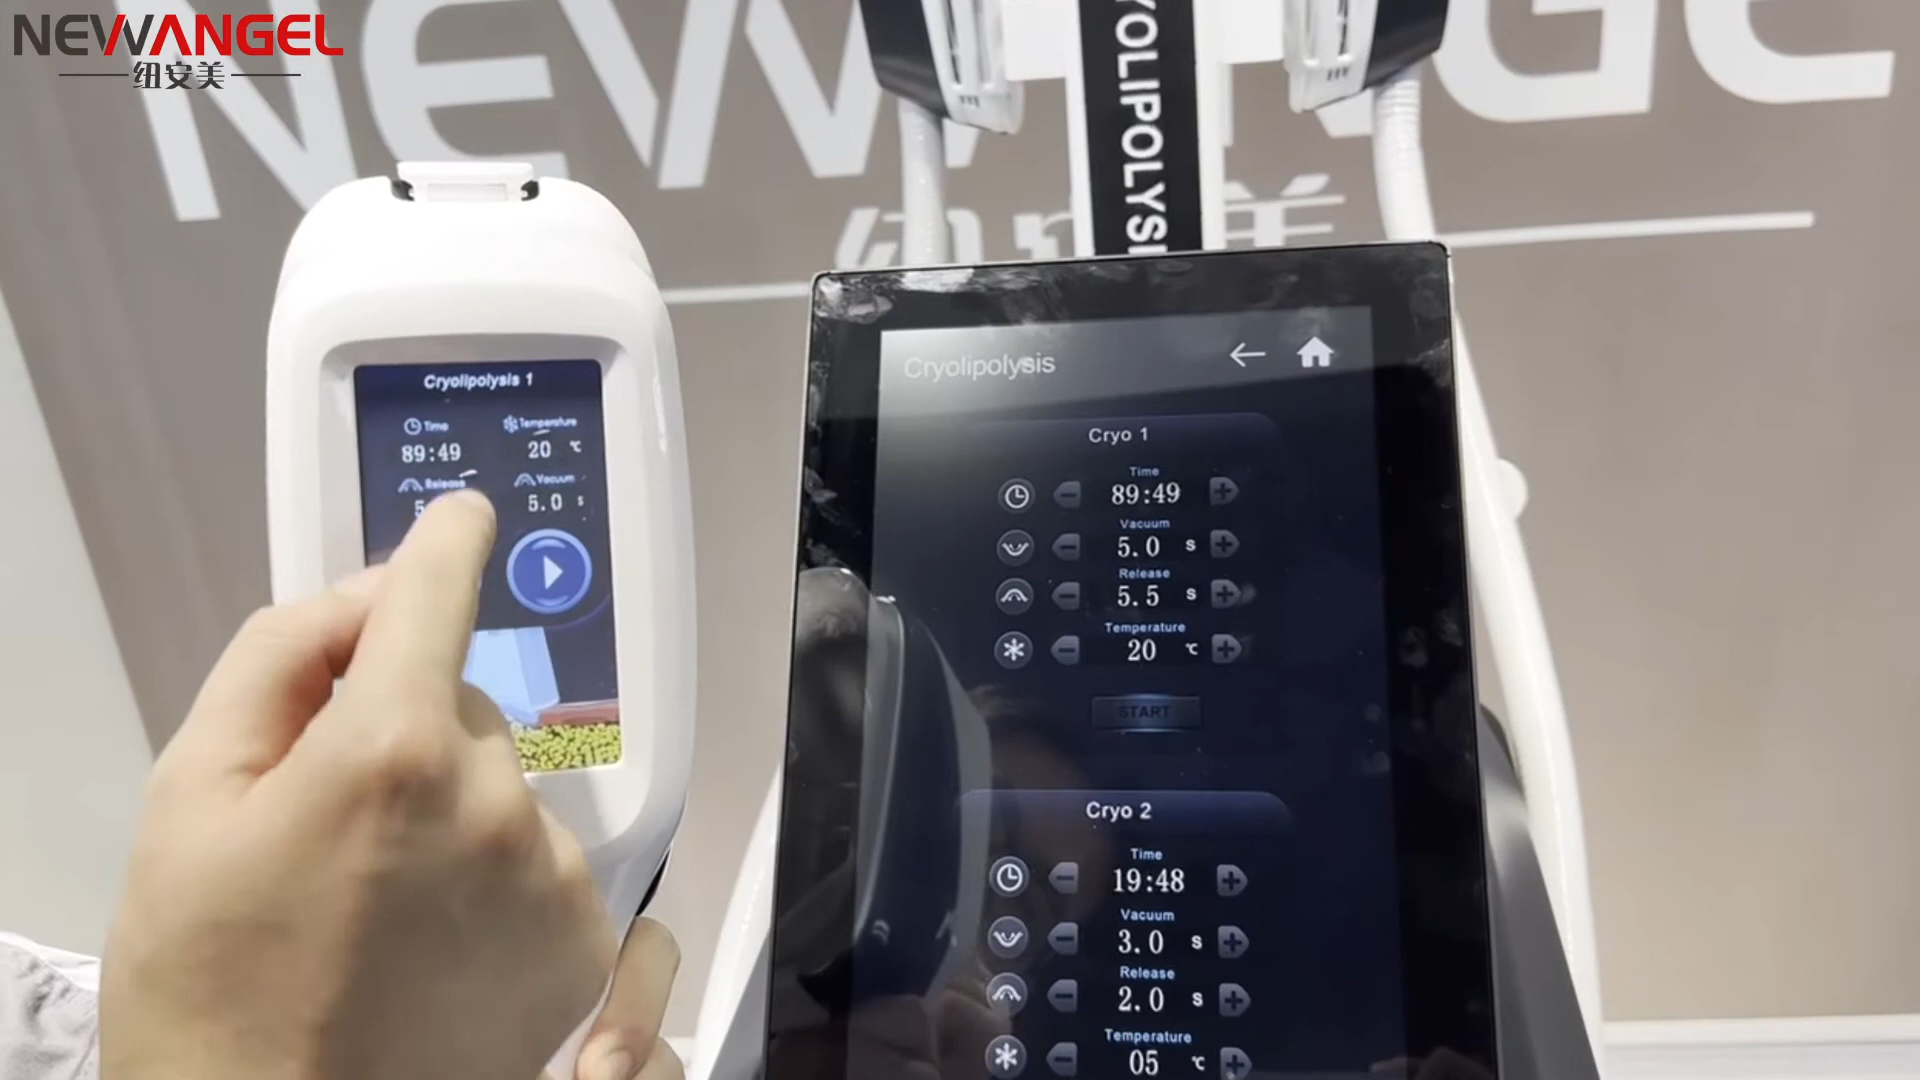 NEWANGEL
纽安美
YOLIPOLYSI
Cryolipolysis 1
Time
Temperature
89:49
20 ℃
Release
Vacuum
5.0 s
Cryolipolysis
Cryo 1
Time
89:49
Vacuum
5.0 s
Release
5.5 s
Temperature
20 ℃
START
Cryo 2
Time
19:48
Vacuum
3.0 s
Release
2.0 s
Temperature
05 ℃